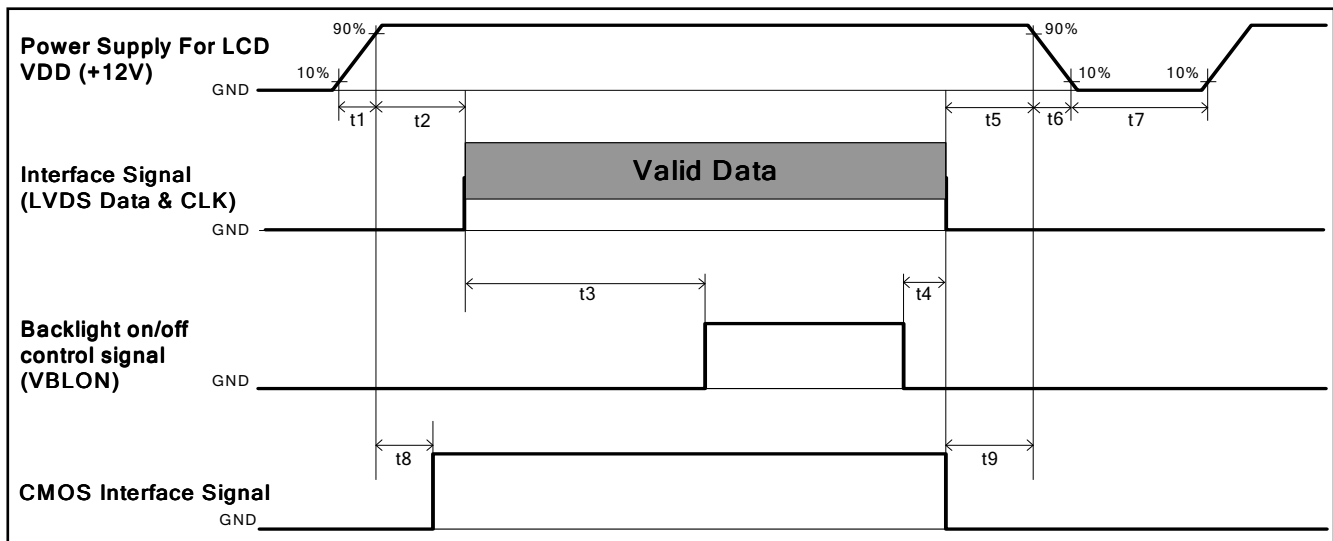 Power Supply For LCD
VDD (+12V)
90%
10%
GND
90%
10%
10%
t1
t2
t5
t6
t7
Interface Signal
(LVDS Data & CLK)
Valid Data
GND
t3
t4
Backlight on/off
control signal
(VBLON)
GND
t8
t9
CMOS Interface Signal
GND